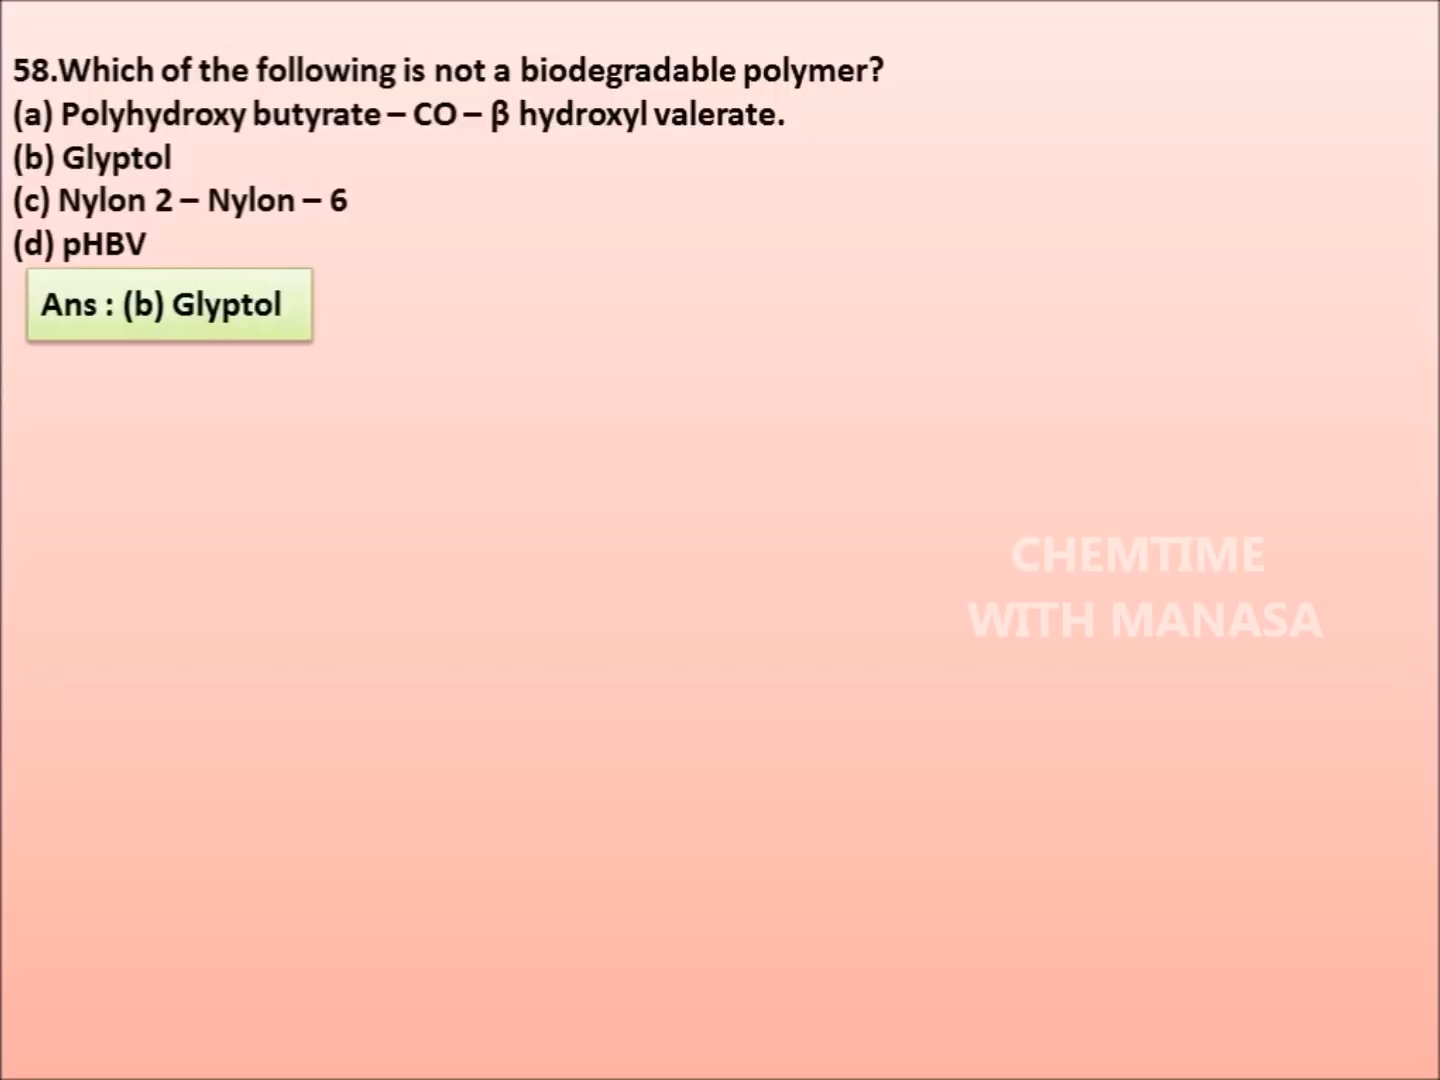 58.Which of the following is not a biodegradable polymer?
(a) Polyhydroxy butyrate – CO – β hydroxyl valerate.
(b) Glyptol
(c) Nylon 2 – Nylon – 6
(d) pHBV
Ans : (b) Glyptol
CHEMTIME
WITH MANASA